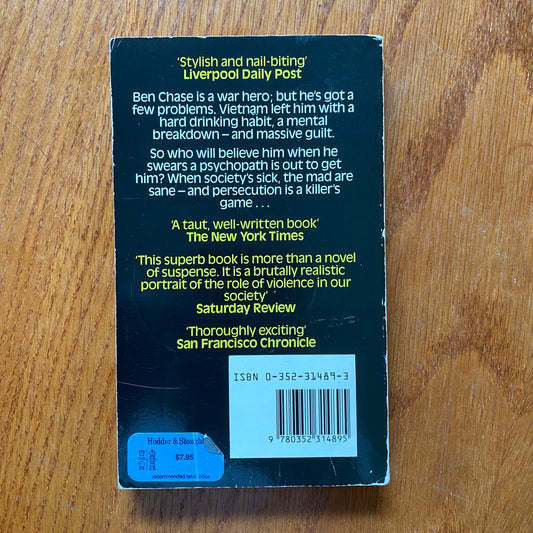 'Stylish and nail-biting'
Liverpool Daily Post
Ben Chase is a war hero; but he's got a
few problems. Vietnam left him with a
hard drinking habit, a mental
breakdown – and massive guilt.
So who will believe him when he
swears a psychopath is out to get
him? When society's sick, the mad are
sane – and persecution is a killer's
game . . .
'A taut, well-written book'
The New York Times
'This superb book is more than a novel
of suspense. It is a brutally realistic
portrait of the role of violence in our
society'
Saturday Review
'Thoroughly exciting'
San Francisco Chronicle
ISBN 0-352-31489-3
9 780352 314895
Hodder & Stought
$7.95
recommended retail price